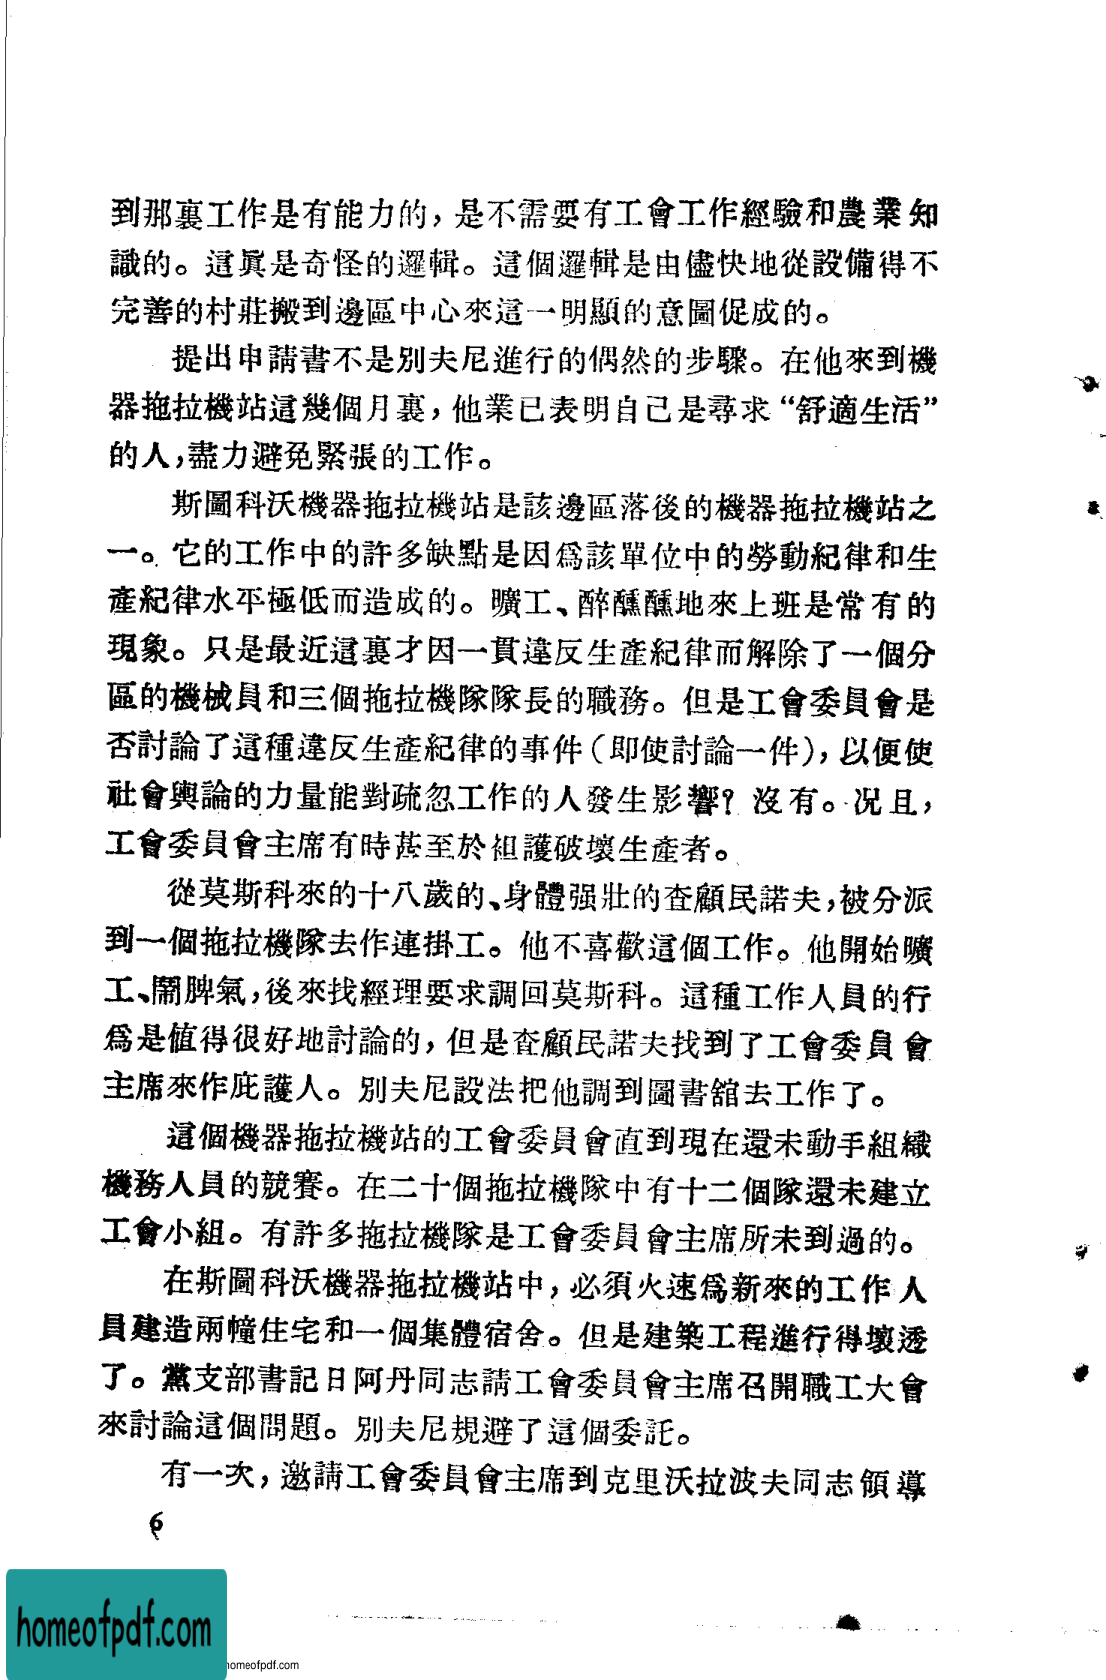 到那裏工作是有能力的，是不需要有工會工作經驗和農業知
識的。這眞是奇怪的邏輯。這個邏輯是由儘快地從設備得不
完善的村莊搬到邊區中心來這一明顯的意圖促成的。
提出申請書不是別夫尼進行的偶然的步驟。在他來到機
器拖拉機站這幾個月裏，他業已表明自己是尋求“舒適生活”
的人，盡力避免緊張的工作。
斯圖科沃機器拖拉機站是該邊區落後的機器拖拉機站之
一。它的工作中的許多缺點是因爲該單位中的勞動紀律和生
產紀律水平極低而造成的。曠工、醉醺醺地來上班是常有的
現象。只是最近這裏才因一貫違反生產紀律而解除了一個分
區的機械員和三個拖拉機隊隊長的職務。但是工會委員會是
否討論了這種違反生產紀律的事件（卽使討論一件），以便使
社會輿論的力量能對疏忽工作的人發生影響？沒有。况且，
工會委員會主席有時甚至於袒護破壞生產者。
從莫斯科來的十八歲的、身體强壯的查顧民諾夫，被分派
到一個拖拉機隊去作連掛工。他不喜歡這個工作。他開始曠
工、鬧脾氣，後來找經理要求調回莫斯科。這種工作人員的行
爲是値得很好地討論的，但是查顧民諾夫找到了工會委員會
主席來作庇護人。別夫尼設法把他調到圖書舘去工作了。
這個機器拖拉機站的工會委員會直到現在還未動手組織
機務人員的競賽。在二十個拖拉機隊中有十二個隊還未建立
工會小組。有許多拖拉機隊是工會委員會主席所未到過的。
在斯圖科沃機器拖拉機站中，必須火速爲新來的工作人
員建造兩幢住宅和一個集體宿舍。但是建築工程進行得壞透
了。黨支部書記日阿丹同志請工會委員會主席召開職工大會
來討論這個問題。別夫尼規避了這個委託。
有一次，邀請工會委員會主席到克里沃拉波夫同志領導
6
homeofpdf.com
homeofpdf.com